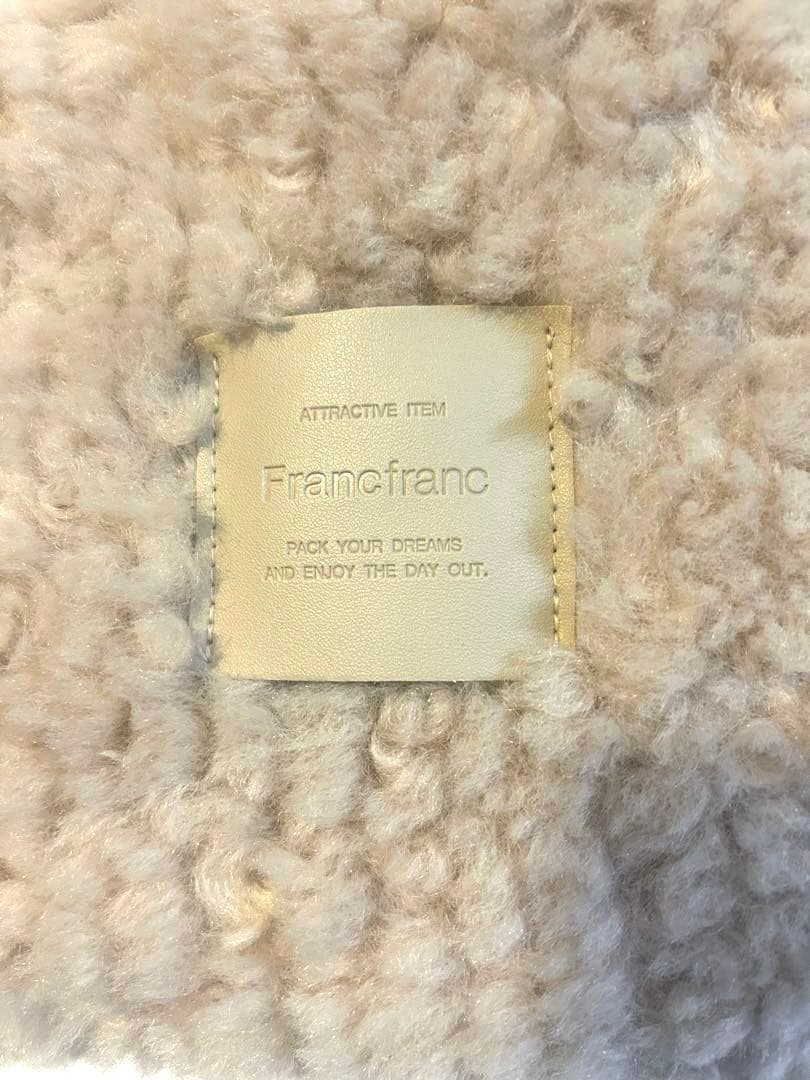 ATTRACTIVE ITEM
Francfranc
PACK YOUR DREAMS
AND ENJOY THE DAY OUT.